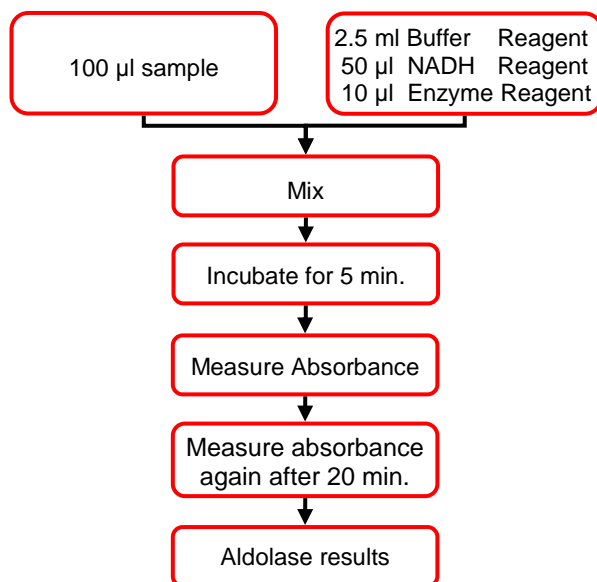 100 µl sample
2.5 ml Buffer Reagent
50 µl NADH Reagent
10 µl Enzyme Reagent
Mix
Incubate for 5 min.
Measure Absorbance
Measure absorbance
again after 20 min.
Aldolase results